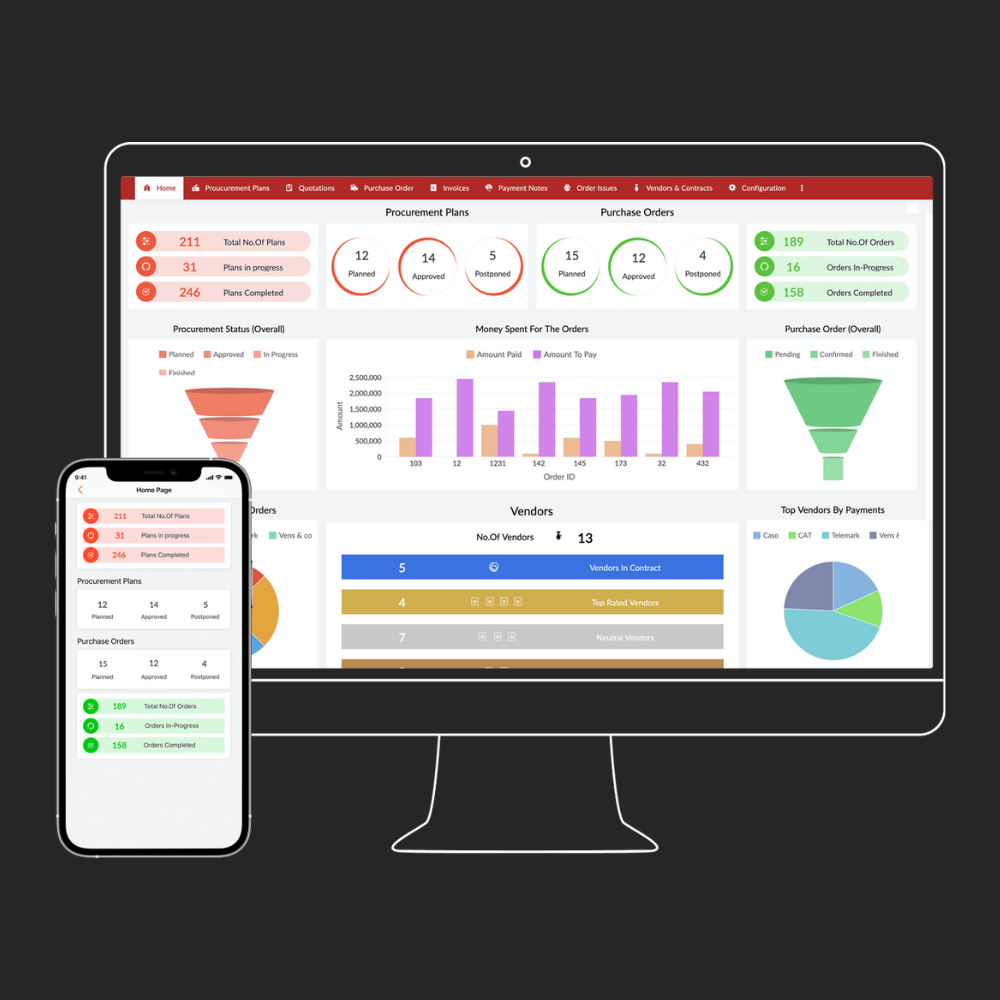 Home Proucurement Plans Quotations Purchase Order Invoices Payment Notes Order Issues Vendors & Contracts Configuration
Procurement Plans
Purchase Orders
211 Total No.Of Plans
31 Plans in progress
246 Plans Completed
12 Planned
14 Approved
5 Postponed
15 Planned
12 Approved
4 Postponed
189 Total No.Of Orders
16 Orders In-Progress
158 Orders Completed
Procurement Status (Overall)
Planned Approved In Progress
Finished
Money Spent For The Orders
Amount Paid Amount To Pay
Amount
2,500,000
2,000,000
1,500,000
1,000,000
500,000
0
103 12 1231 142 145 173 32 432
Order ID
Purchase Order (Overall)
Pending Confirmed Finished
Orders
rk Vens & co
Vendors
No.Of Vendors 13
5 Vendors In Contract
4 Top Rated Vendors
7 Neutral Vendors
Top Vendors By Payments
Caso CAT Telemark Vens &
9:41
Home Page
211 Total No.Of Plans
31 Plans in progress
246 Plans Completed
Procurement Plans
12 14 5
Planned Approved Postponed
Purchase Orders
15 12 4
Planned Approved Postponed
189 Total No.Of Orders
16 Orders In-Progress
158 Orders Completed